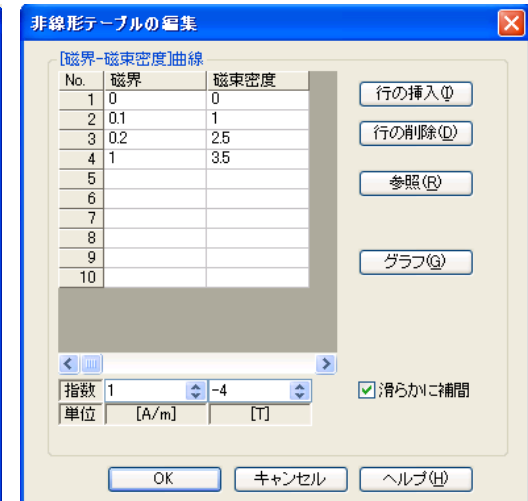 非線形テーブルの編集
[磁界-磁束密度]曲線
No. 磁界 磁束密度
1 0 0
2 0.1 1
3 0.2 2.5
4 1 3.5
5
6
7
8
9
10
行の挿入(I)
行の削除(D)
参照(R)
グラフ(G)
指数 1 -4
単位 [A/m] [T]
滑らかに補間
OK キャンセル ヘルプ(H)